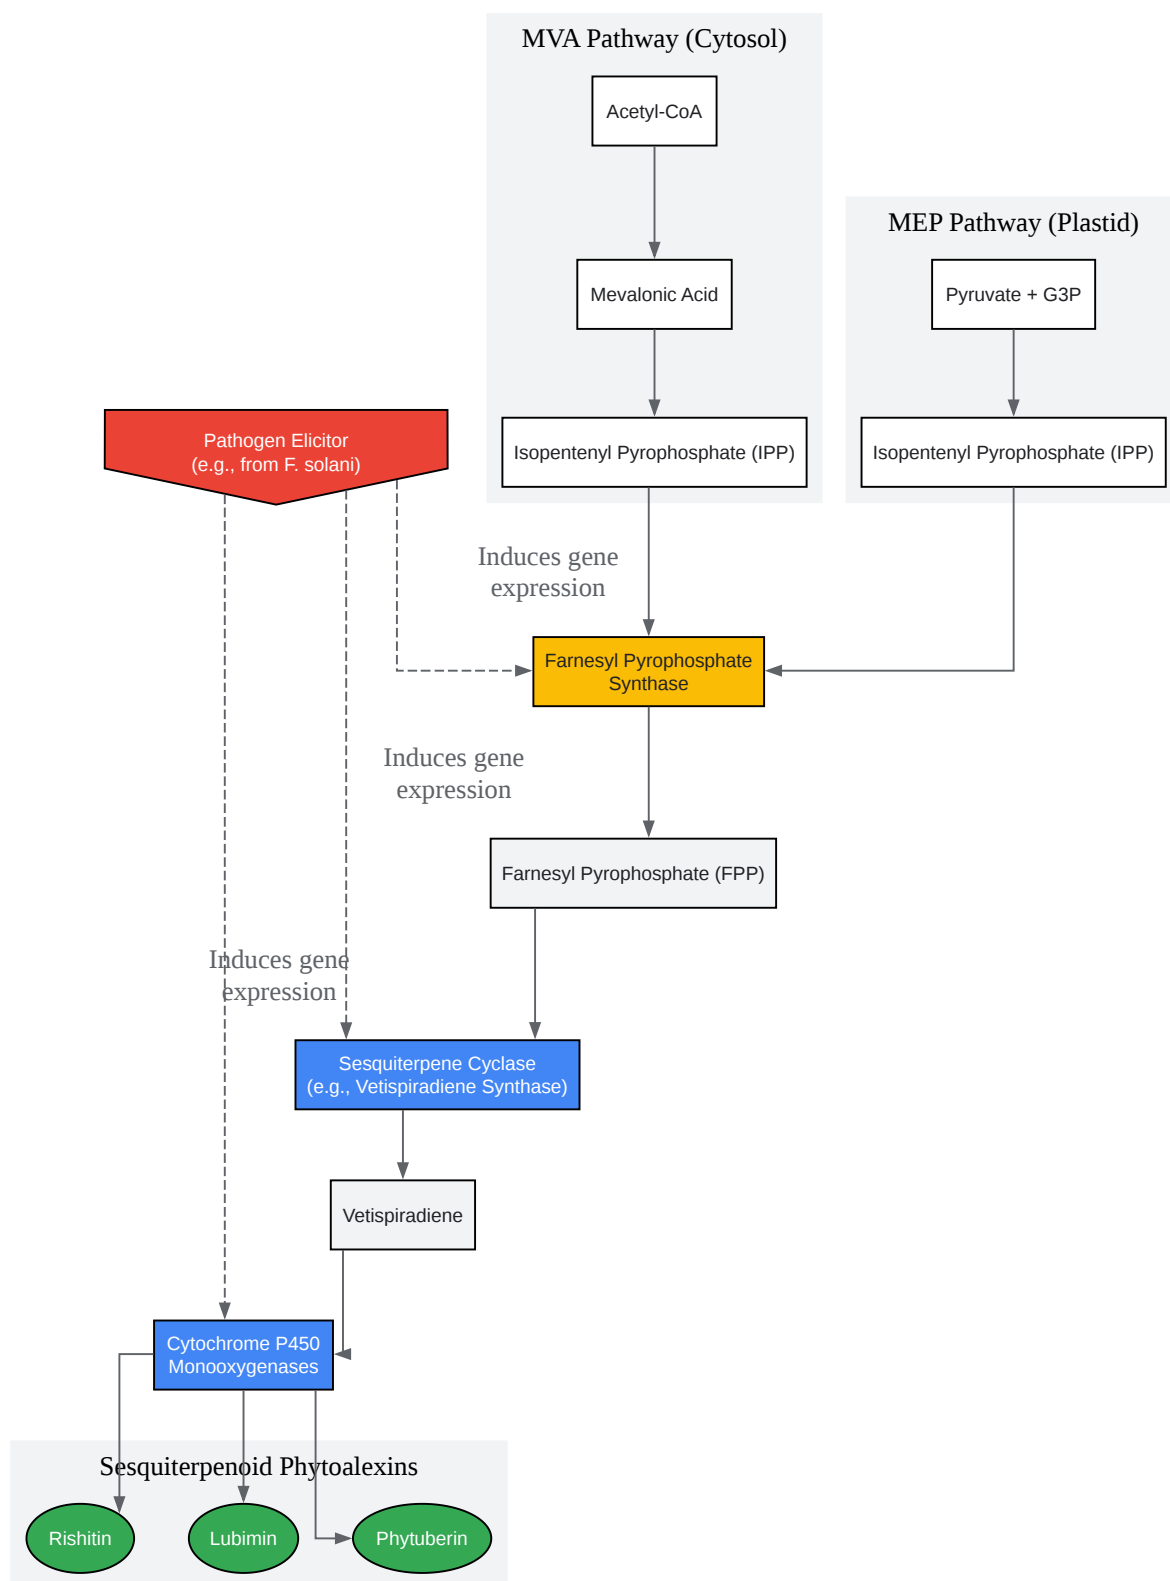 MVA Pathway (Cytosol)
Acetyl-CoA
MEP Pathway (Plastid)
Mevalonic Acid
Pyruvate + G3P
Pathogen Elicitor
(e.g., from F. solani)
Isopentenyl Pyrophosphate (IPP)
Isopentenyl Pyrophosphate (IPP)
Induces gene
expression
Farnesyl Pyrophosphate
Synthase
Induces gene
expression
Farnesyl Pyrophosphate (FPP)
Induces gene
expression
Sesquiterpene Cyclase
(e.g., Vetispiradiene Synthase)
Vetispiradiene
Cytochrome P450
Monooxygenases
Sesquiterpenoid Phytoalexins
Rishitin
Lubimin
Phytuberin